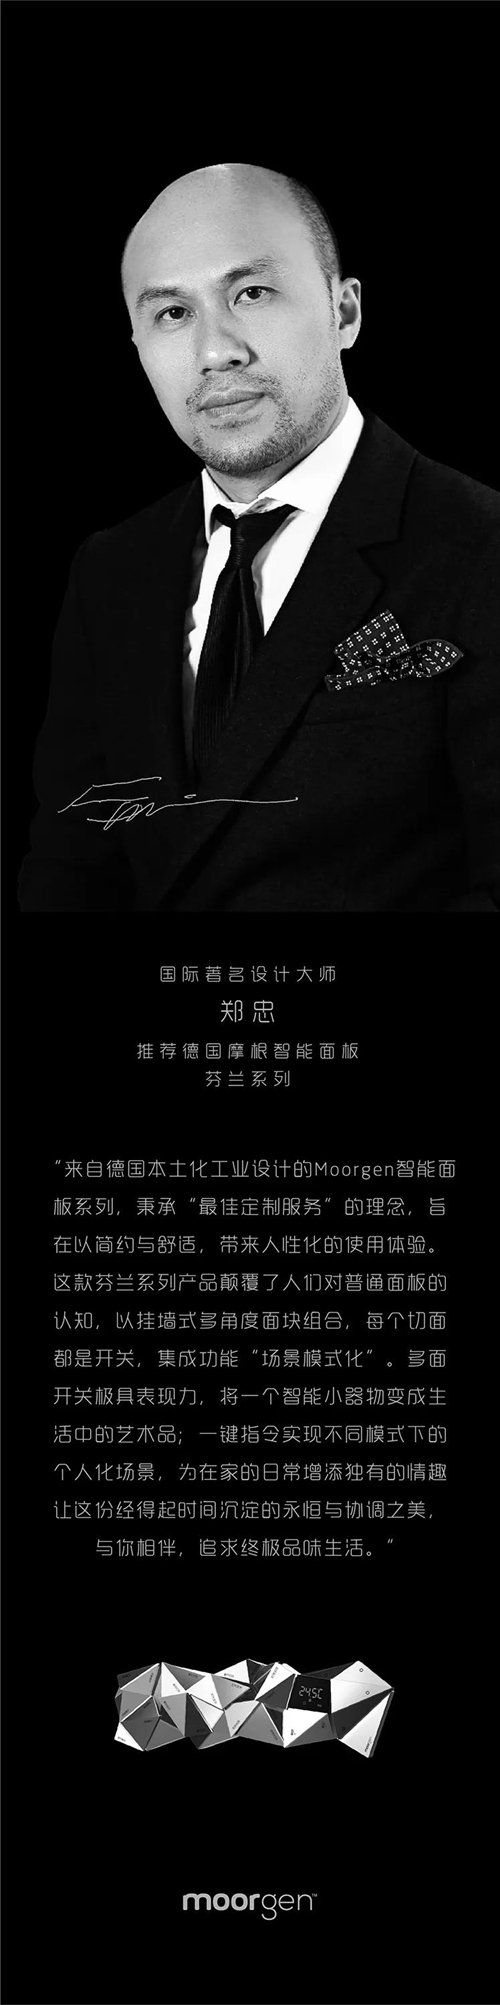 国际著名设计大师
郑忠
推荐德国摩根智能面板
芬兰系列
“来自德国本土化工业设计的Moorgen智能面
板系列，秉承“最佳定制服务”的理念，旨
在以简约与舒适，带来人性化的使用体验。
这款芬兰系列产品颠覆了人们对普通面板的
认知，以挂墙式多角度面块组合，每个切面
都是开关，集成功能“场景模式化”。多面
开关极具表现力，将一个智能小器物变成生
活中的艺术品；一键指令实现不同模式下的
个人化场景，为在家的日常增添独有的情趣
让这份经得起时间沉淀的永恒与协调之美，
与你相伴，追求终极品味生活。”
24.5C
moorgen™